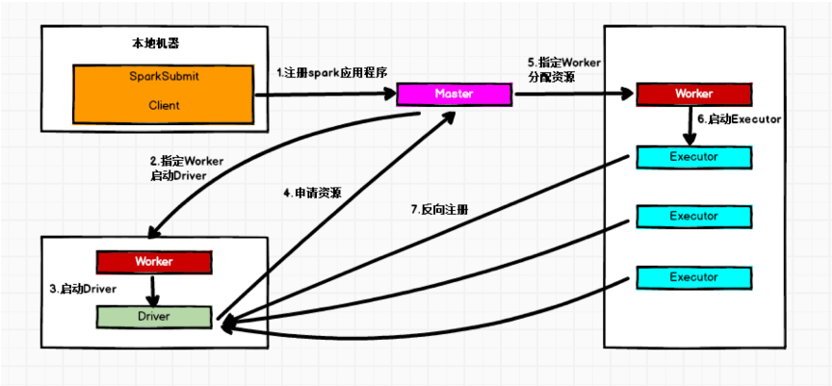 本地机器
SparkSubmit
Client
1.注册spark应用程序
Master
5.指定Worker
分配资源
Worker
6.启动Executor
Executor
2.指定Worker
启动Driver
4.申请资源
7.反向注册
Executor
Worker
3.启动Driver
Driver
Executor